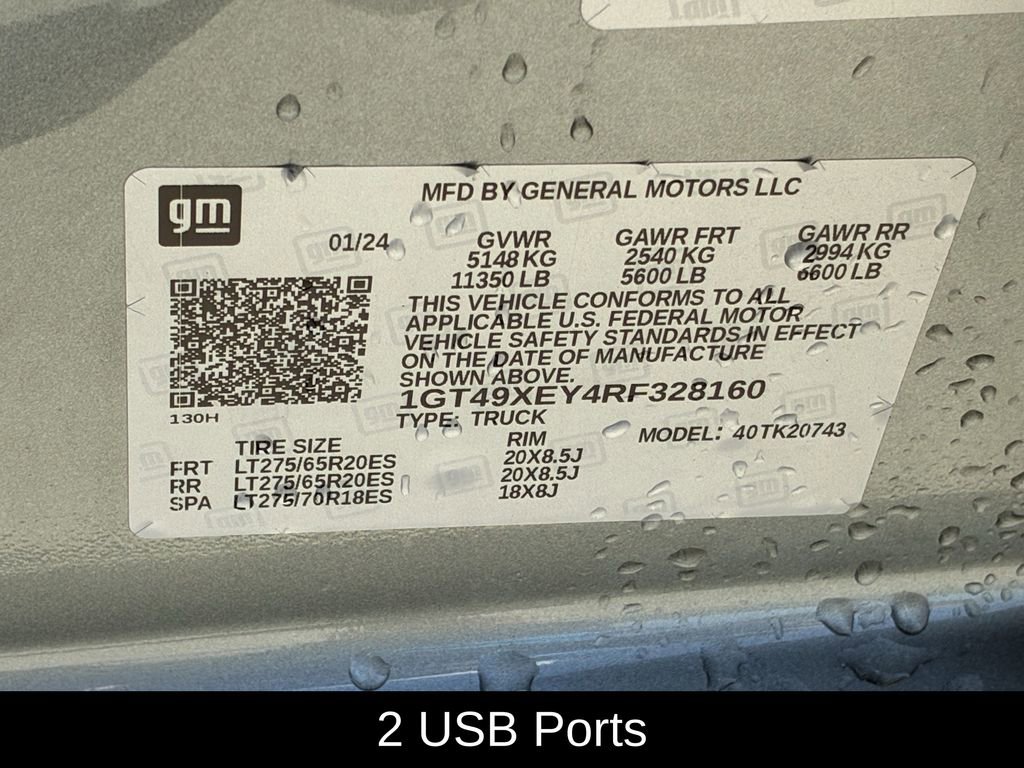 gm
MFD BY GENERAL MOTORS LLC
01/24
GVWR GAWR FRT GAWR RR
5148 KG 2540 KG 2994 KG
11350 LB 5600 LB 6600 LB
THIS VEHICLE CONFORMS TO ALL
APPLICABLE U.S. FEDERAL MOTOR
VEHICLE SAFETY STANDARDS IN EFFECT
ON THE DATE OF MANUFACTURE
SHOWN ABOVE.
1GT49XEY4RF328160
130H
TYPE: TRUCK MODEL: 40TK20743
TIRE SIZE RIM
FRT LT275/65R20ES 20X8.5J
RR LT275/65R20ES 20X8.5J
SPA LT275/70R18ES 18X8J
2 USB Ports